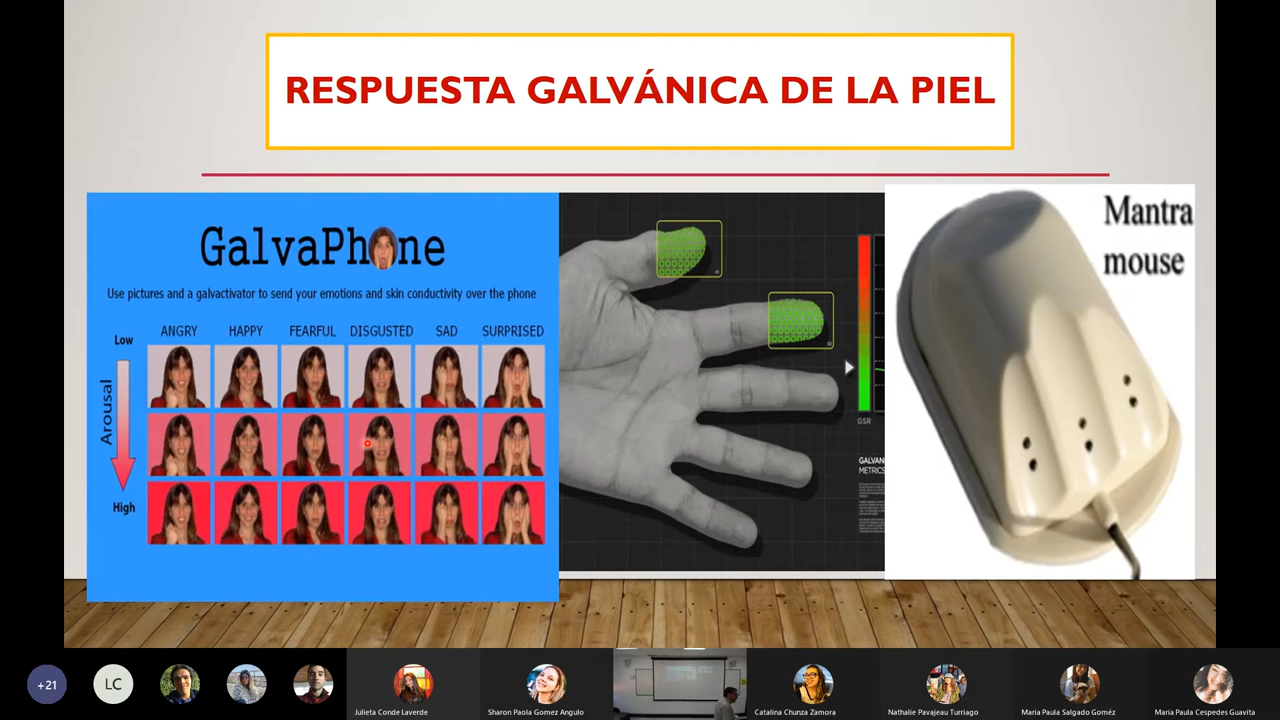 RESPUESTA GALVÁNICA DE LA PIEL
GalvaPhone
Use pictures and a galvactivator to send your emotions and skin conductivity over the phone
ANGRY HAPPY FEARFUL DISGUSTED SAD SURPRISED
Low
Arousal
High
GSR
GALVAN
METRICS
Mantra
mouse
+21
LC
Julieta Conde Laverde
Sharon Paola Gomez Angulo
Catalina Chunza Zamora
Nathalie Pavajeau Turriago
Maria Paula Salgado Goméz
Maria Paula Cespedes Guavita